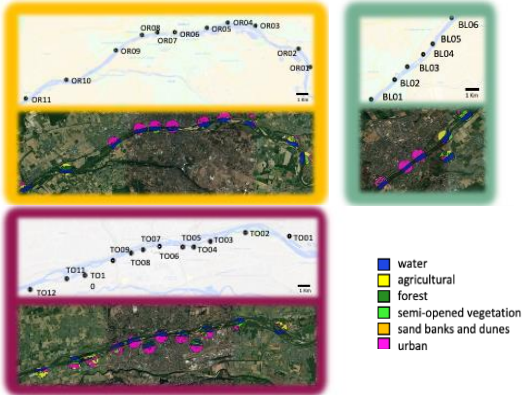 OR08
OR07
OR06
OR05
OR04
OR03
OR02
OR01
OR09
OR10
OR11
1 Km
BL06
BL05
BL04
BL03
BL02
BL01
1 Km
TO07
TO09
TO08
TO06
TO05
TO04
TO03
TO02
TO01
TO11
TO1
0
TO12
1 Km
water
agricultural
forest
semi-opened vegetation
sand banks and dunes
urban